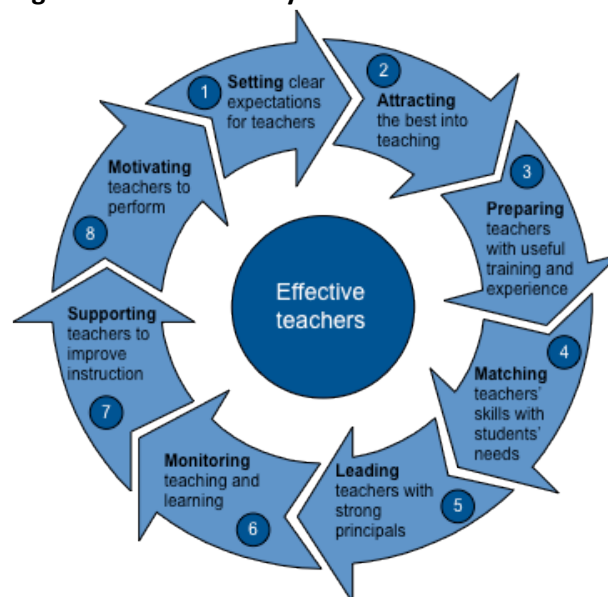 1
Setting clear
expectations
for teachers
2
Attracting
the best into
teaching
3
Preparing
teachers
with useful
training and
experience
4
Matching
teachers'
skills with
students'
needs
Leading
teachers with
strong
principals
5
Monitoring
teaching and
learning
6
Supporting
teachers to
improve
instruction
7
Motivating
teachers to
perform
8
Effective
teachers